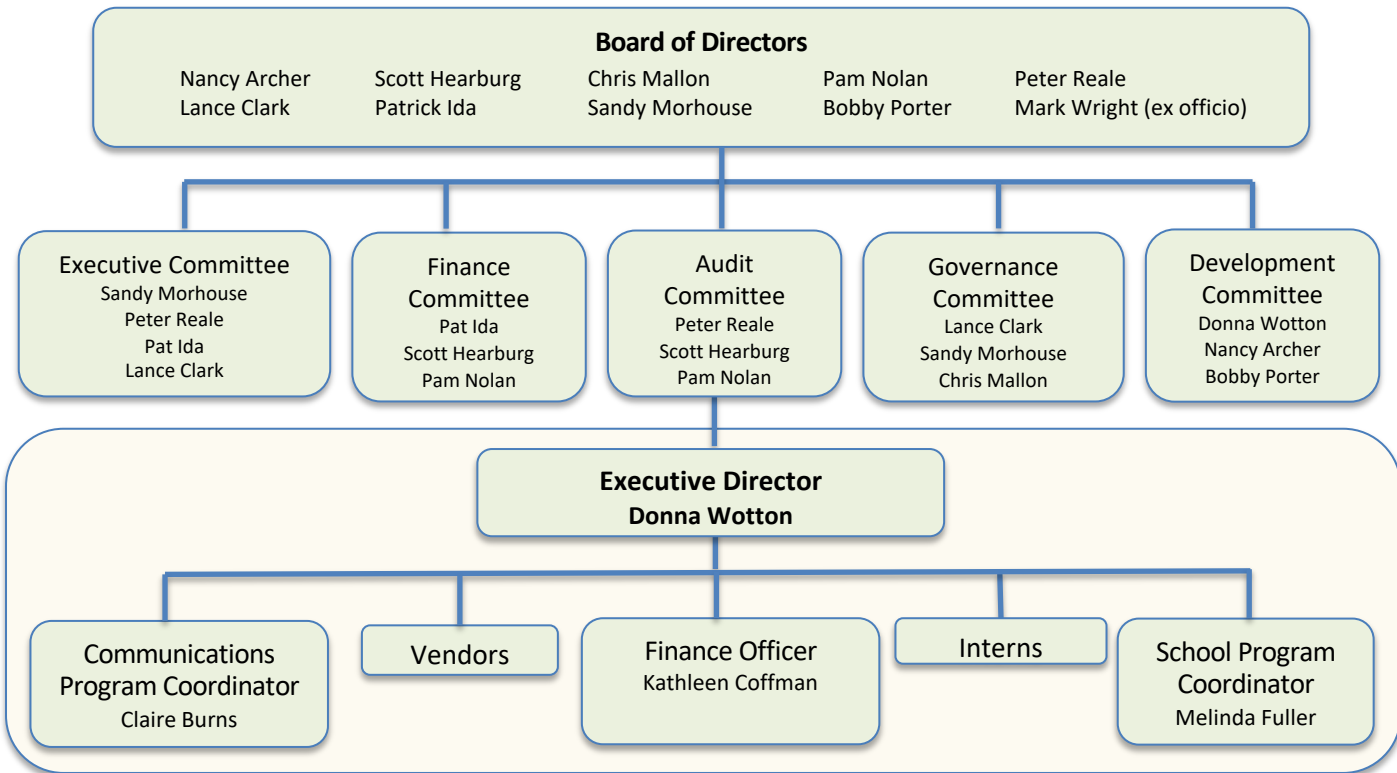 Board of Directors
Nancy Archer Scott Hearburg Chris Mallon Pam Nolan Peter Reale
Lance Clark Patrick Ida Sandy Morhouse Bobby Porter Mark Wright (ex officio)
Executive Committee
Sandy Morhouse
Peter Reale
Pat Ida
Lance Clark
Finance
Committee
Pat Ida
Scott Hearburg
Pam Nolan
Audit
Committee
Peter Reale
Scott Hearburg
Pam Nolan
Governance
Committee
Lance Clark
Sandy Morhouse
Chris Mallon
Development
Committee
Donna Wotton
Nancy Archer
Bobby Porter
Executive Director
Donna Wotton
Communications
Program Coordinator
Claire Burns
Vendors
Finance Officer
Kathleen Coffman
Interns
School Program
Coordinator
Melinda Fuller